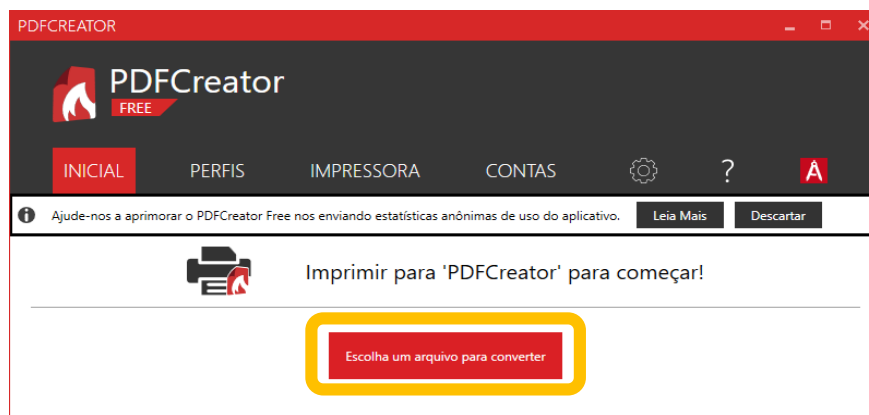 PDFCREATOR
PDFCreator
FREE
INICIAL PERFIS IMPRESSORA CONTAS ?
Ajude-nos a aprimorar o PDFCreator Free nos enviando estatísticas anônimas de uso do aplicativo. Leia Mais Descartar
Imprimir para 'PDFCreator' para começar!
Escolha um arquivo para converter